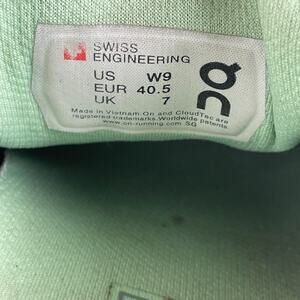 SWISS
ENGINEERING
US W9
EUR 40.5
UK 7
Made in Vietnam.On and CloudTec are
registered trademarks.Worldwide patents
www.on-running.com SG